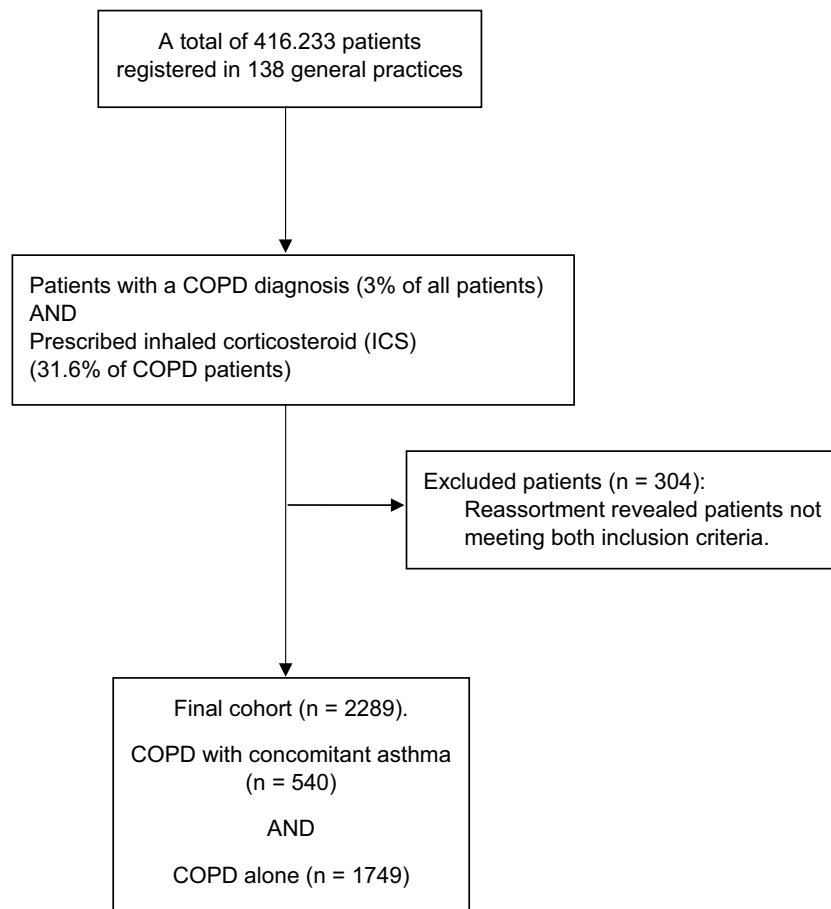 A total of 416.233 patients
registered in 138 general practices
Patients with a COPD diagnosis (3% of all patients)
AND
Prescribed inhaled corticosteroid (ICS)
(31.6% of COPD patients)
Excluded patients (n = 304):
Reassortment revealed patients not
meeting both inclusion criteria.
Final cohort (n = 2289).
COPD with concomitant asthma
(n = 540)
AND
COPD alone (n = 1749)